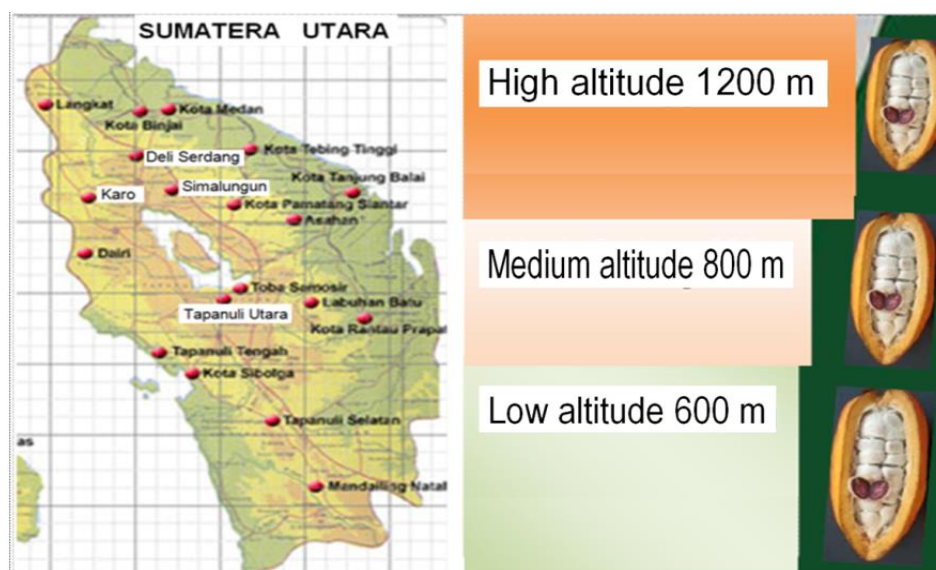 SUMATERA UTARA
Langkat
Kota Medan
Kota Binjai
Deli Serdang
Kota Tebing Tinggi
Kota Tanjung Balai
Karo
Simalungun
Kota Pamatang Siantar
Asahan
Dairi
Toba Samosir
Labuhan Batu
Tapanuli Utara
Kota Rantau Prapat
Tapanuli Tengah
Kota Sibolga
Tapanuli Selatan
as
Mandailing Natal
High altitude 1200 m
Medium altitude 800 m
Low altitude 600 m